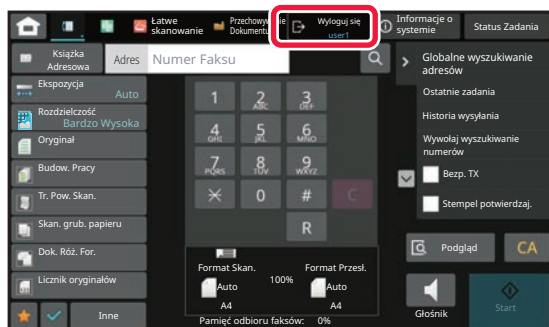 Łatwe
skanowanie
Przechowywanie
Dokumentu
Wyloguj się
user1
Informacje o
systemie
Status Zadania
Książka
Adresowa
Adres
Numer Faksu
Ekspozycja
Auto
Rozdzielczość
Bardzo Wysoka
Oryginał
Budow. Pracy
Tr. Pow. Skan.
Skan. grub. papieru
Dok. Róż. For.
Licznik oryginałów
Inne
1
2 ABC
3 DEF
4 GHI
5 JKL
6 MNO
7 PQRS
8 TUV
9 WXYZ
0
#
C
R
Format Skan.
Auto
A4
100%
Format Przesł.
Auto
A4
Pamięć odbioru faksów: 0%
Globalne wyszukiwanie
adresów
Ostatnie zadania
Historia wysyłania
Wywołaj wyszukiwanie
numerów
Bezp. TX
Stempel potwierdzaj.
Podgląd
CA
Głośnik
Start